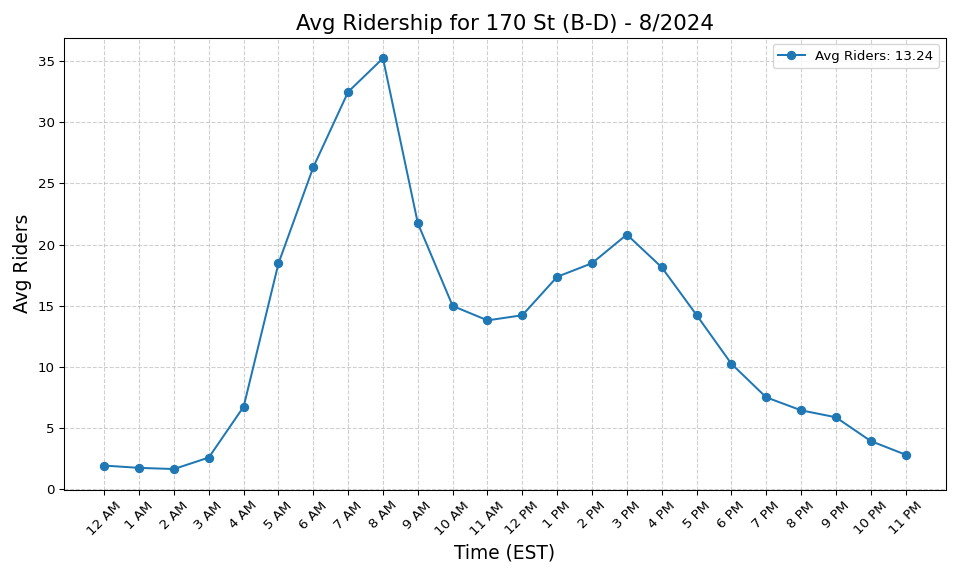 Avg Ridership for 170 St (B-D) - 8/2024
Avg Riders: 13.24
Avg Riders
35
30
25
20
15
10
5
0
12 AM
1 AM
2 AM
3 AM
4 AM
5 AM
6 AM
7 AM
8 AM
9 AM
10 AM
11 AM
12 PM
1 PM
2 PM
3 PM
4 PM
5 PM
6 PM
7 PM
8 PM
9 PM
10 PM
11 PM
Time (EST)